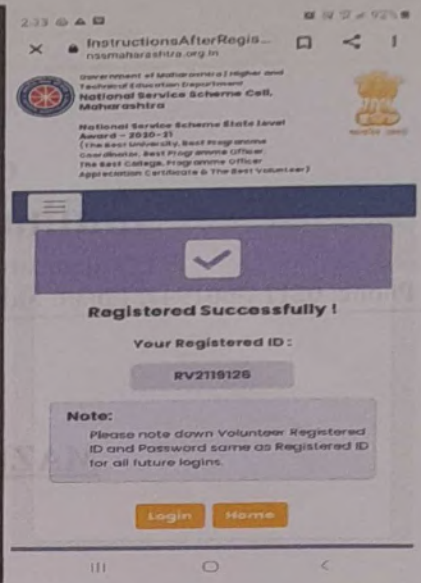 2:33
92%
InstructionsAfterRegis...
nssmaharashtra.org.in
Government of Maharashtra | Higher and
Technical Education Department
National Service Scheme Cell,
Maharashtra
National Service Scheme State Level
Award - 2020-21
(The Best University, Best Programme
Coordinator, Best Programme Officer,
The Best College, Programme Officer
Appreciation Certificate & The Best Volunteer)
Registered Successfully !
Your Registered ID :
RV2119126
Note:
Please note down Volunteer Registered
ID and Password same as Registered ID
for all future logins.
Login
Home